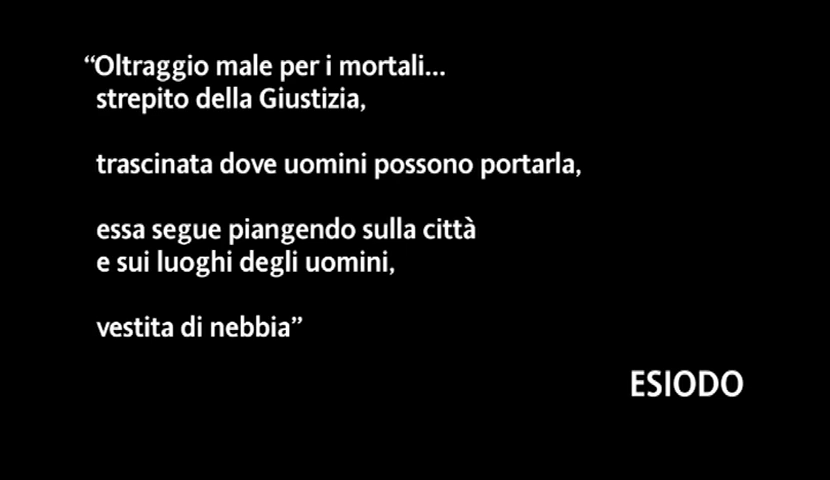 “Oltraggio male per i mortali...
strepito della Giustizia,
trascinata dove uomini possono portarla,
essa segue piangendo sulla città
e sui luoghi degli uomini,
vestita di nebbia”
ESIODO